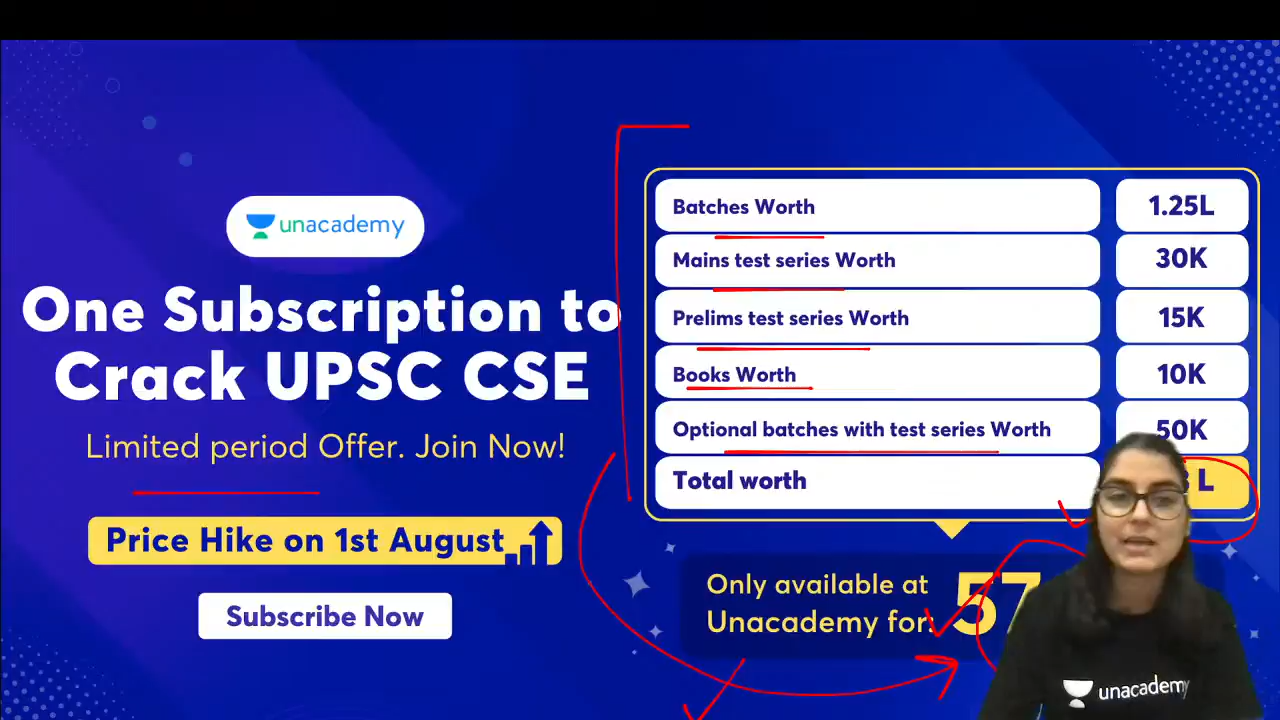 unacademy
One Subscription to
Crack UPSC CSE
Limited period Offer. Join Now!
Price Hike on 1st August
Subscribe Now
Batches Worth 1.25L
Mains test series Worth 30K
Prelims test series Worth 15K
Books Worth 10K
Optional batches with test series Worth 50K
Total worth L
Only available at
Unacademy for: 57
unacademy